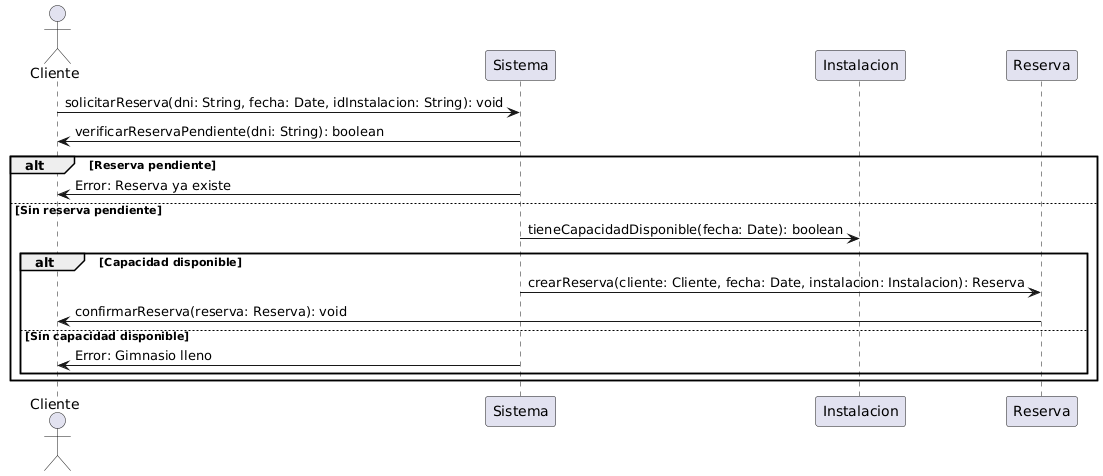 Cliente
Sistema
Instalacion
Reserva
solicitarReserva(dni: String, fecha: Date, idInstalacion: String): void
verificarReservaPendiente(dni: String): boolean
alt
[Reserva pendiente]
Error: Reserva ya existe
[Sin reserva pendiente]
tieneCapacidadDisponible(fecha: Date): boolean
alt
[Capacidad disponible]
crearReserva(cliente: Cliente, fecha: Date, instalacion: Instalacion): Reserva
confirmarReserva(reserva: Reserva): void
[Sin capacidad disponible]
Error: Gimnasio lleno
Cliente
Sistema
Instalacion
Reserva